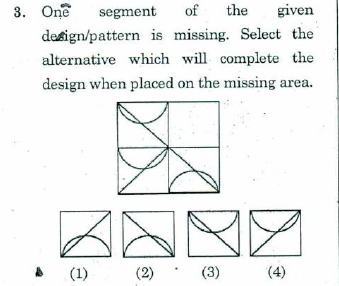 3. One segment of the given
design/pattern is missing. Select the
alternative which will complete the
design when placed on the missing area.
(1) (2) (3) (4)